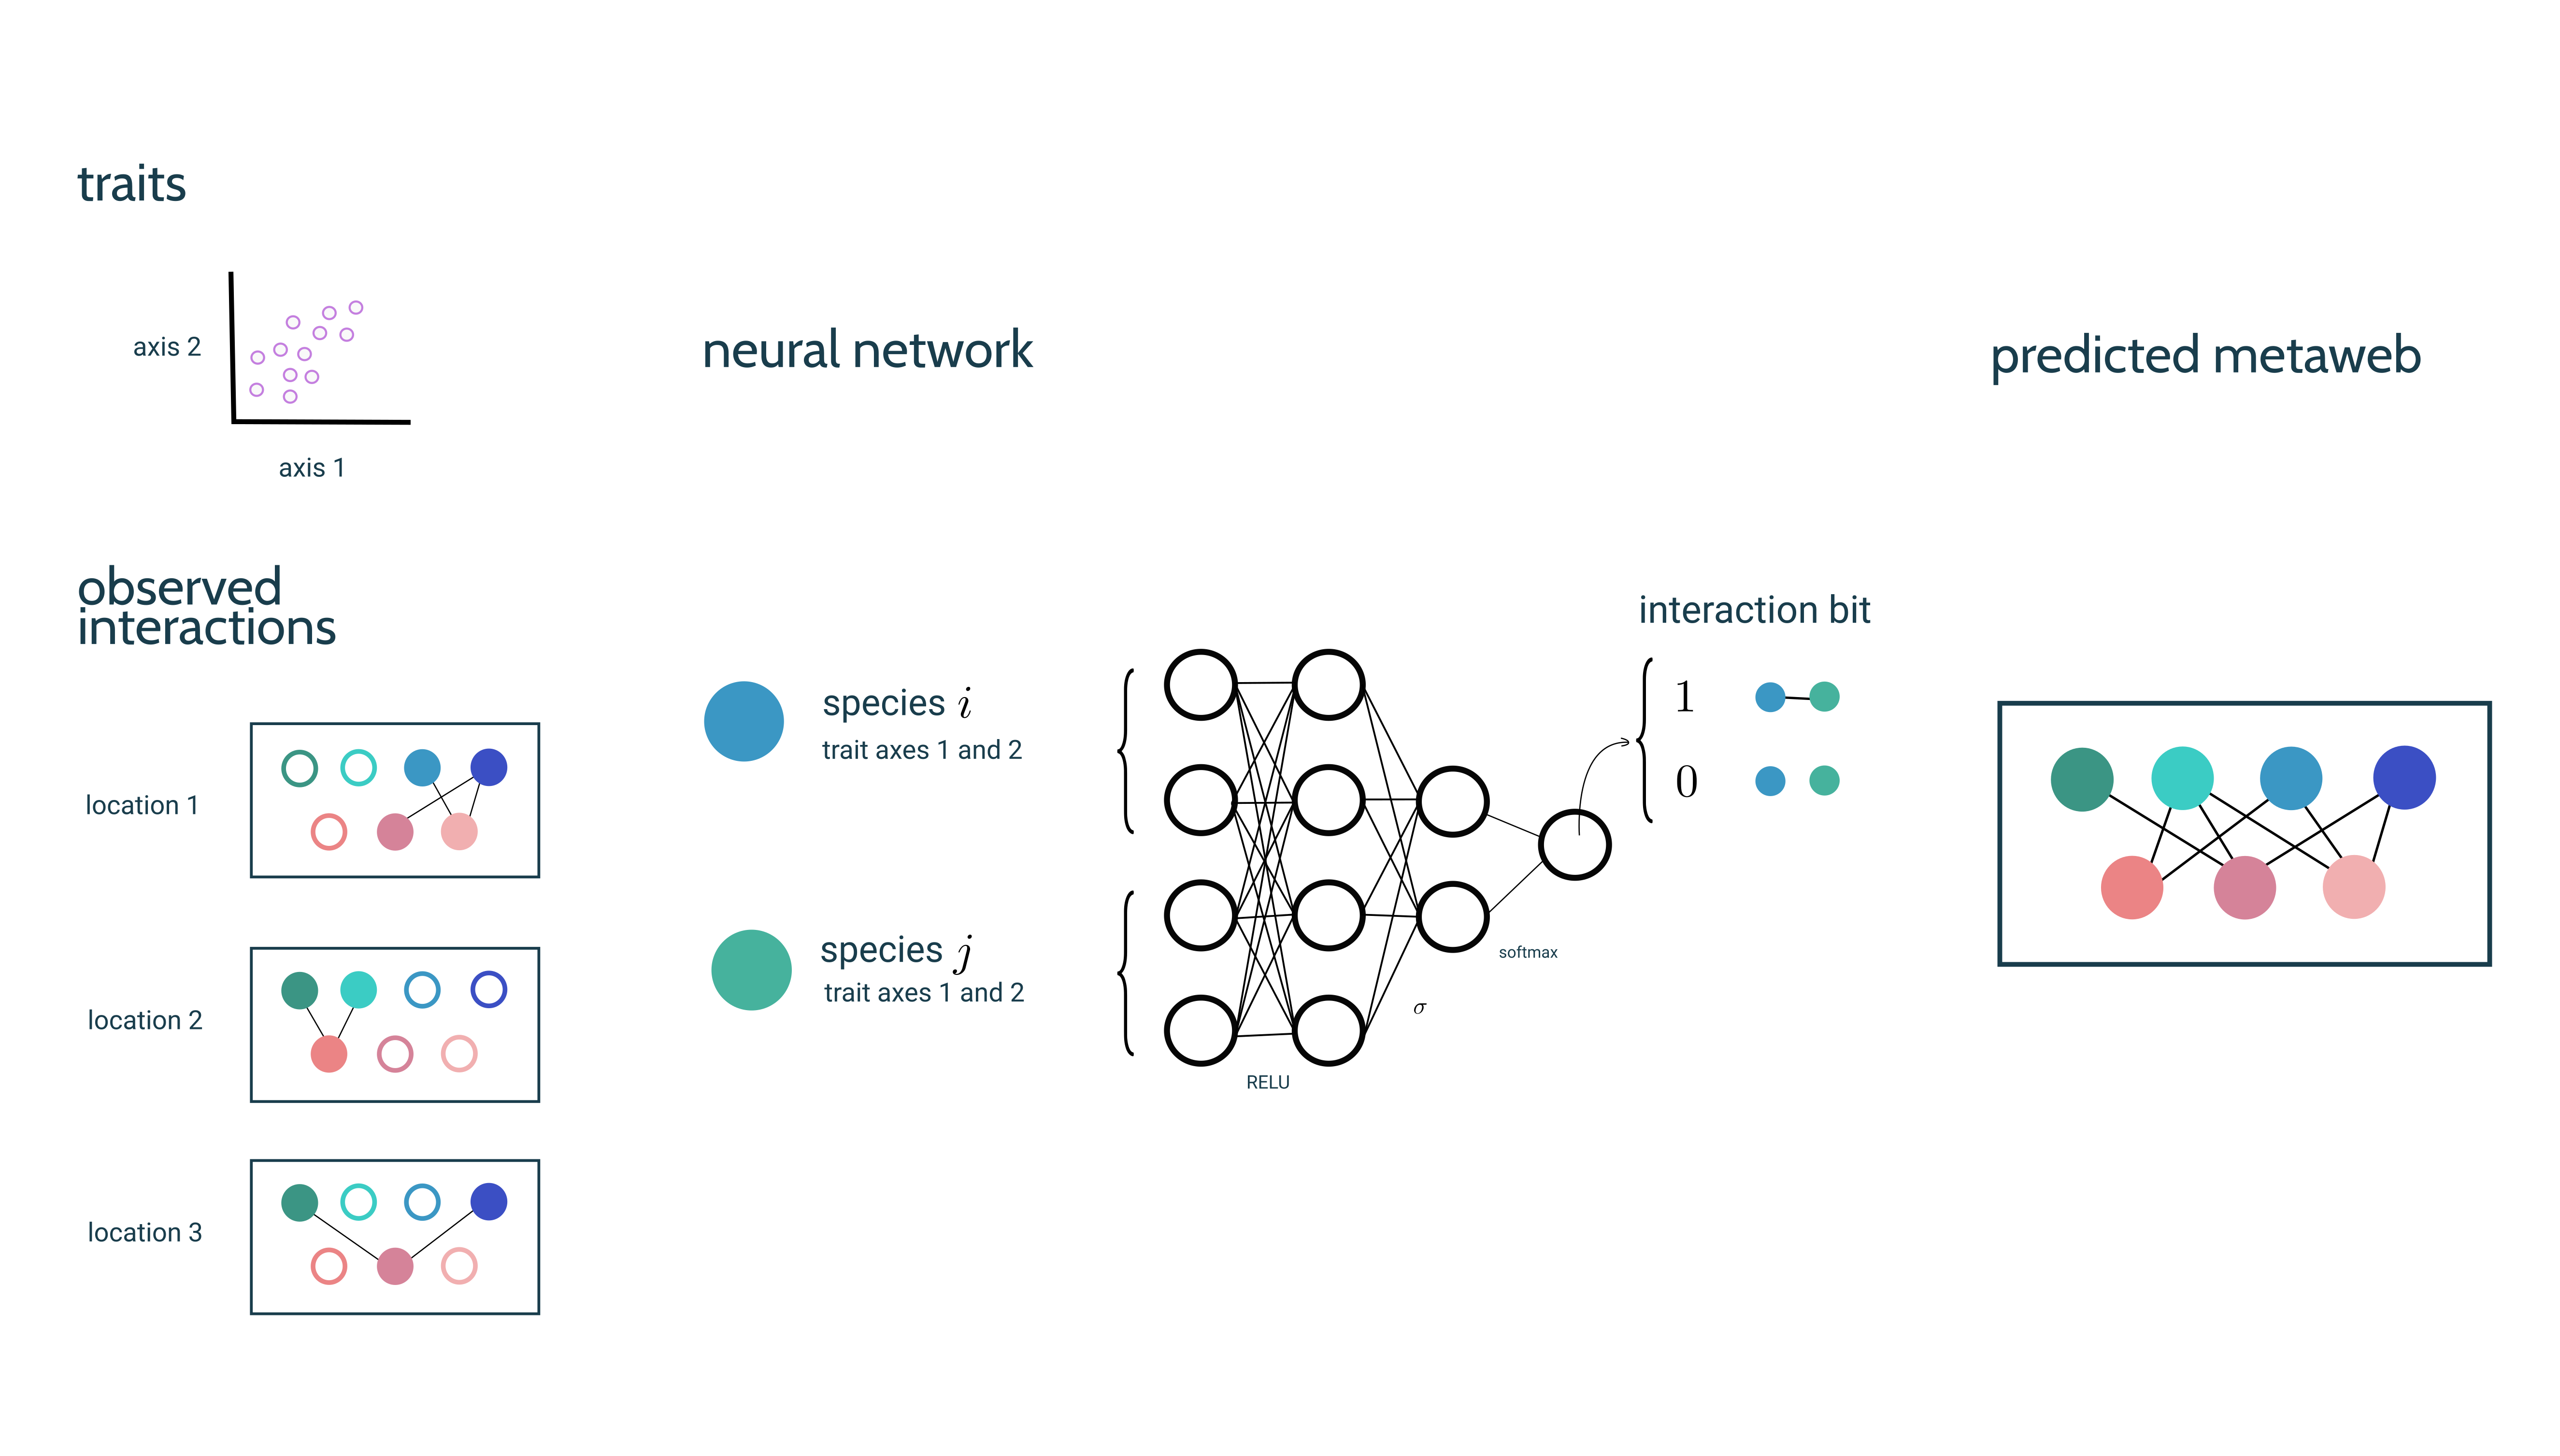 traits
axis 2
axis 1
observed
interactions
location 1
location 2
location 3
neural network
species i
trait axes 1 and 2
species j
trait axes 1 and 2
RELU
σ
softmax
interaction bit
1
0
predicted metaweb